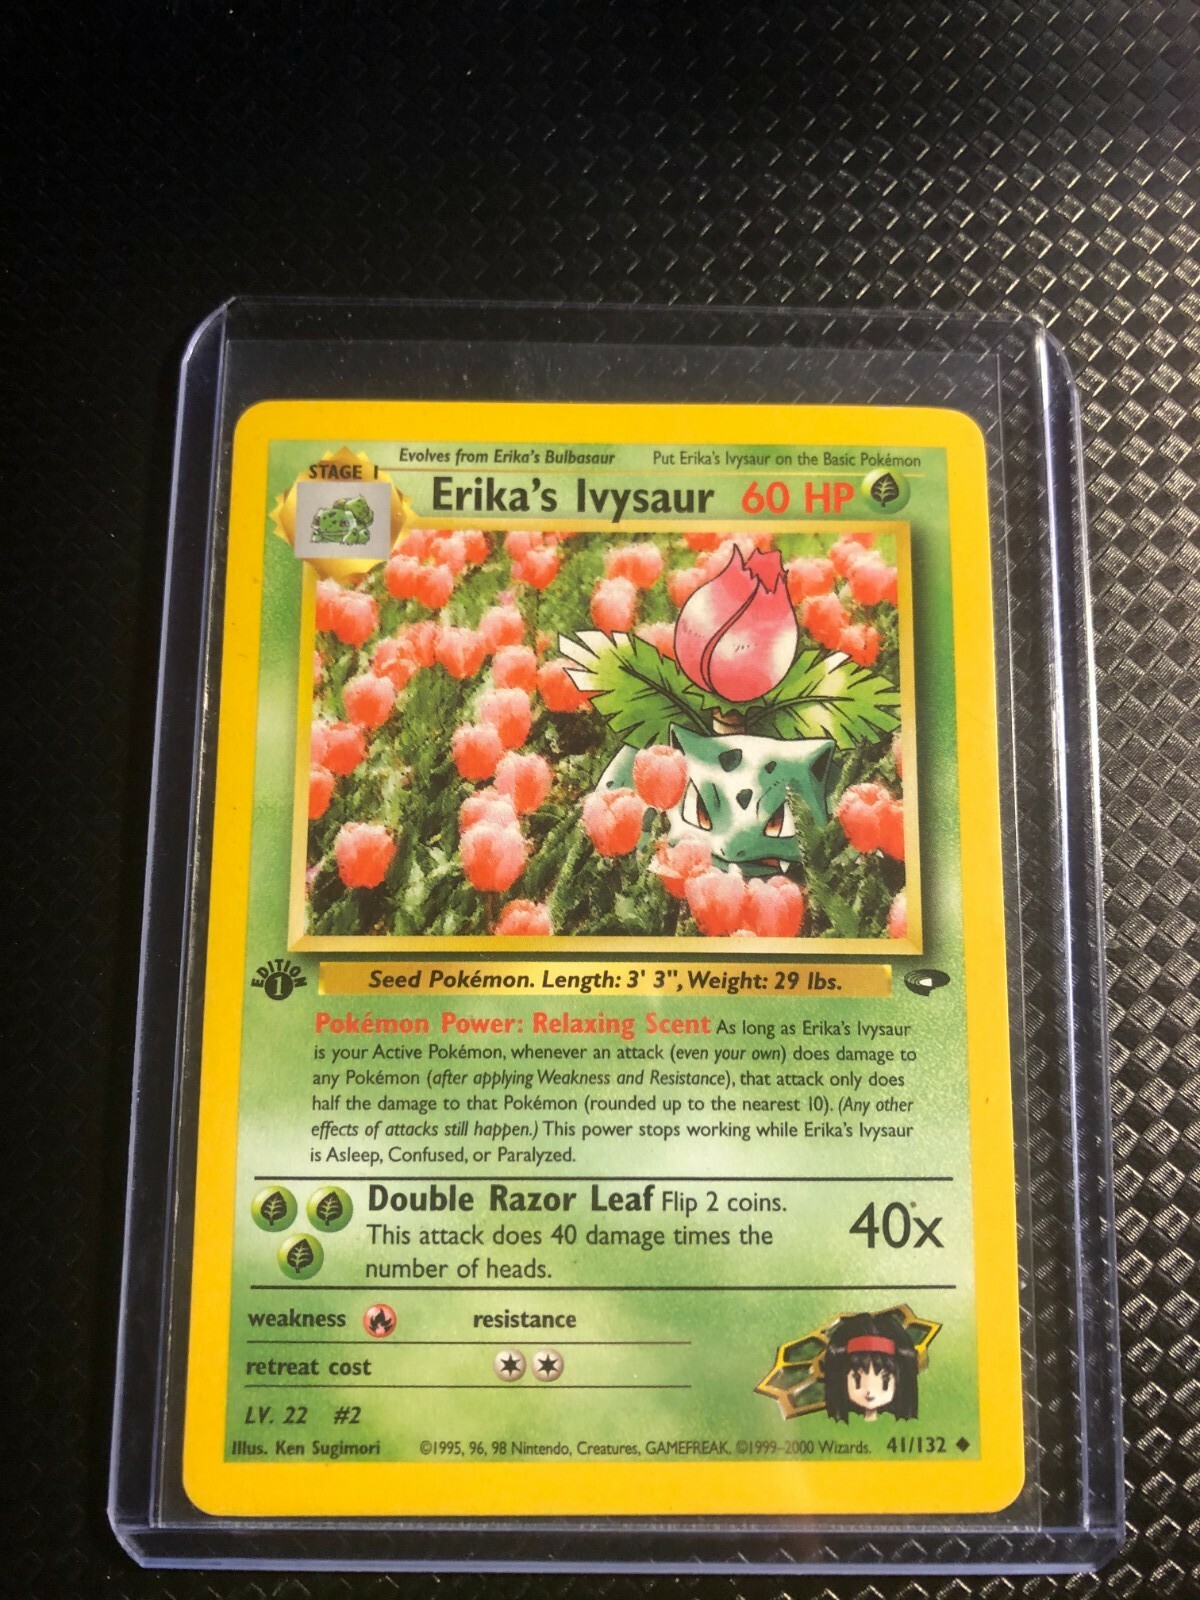 Evolves from Erika's Bulbasaur Put Erika's Ivysaur on the Basic Pokémon
STAGE 1
Erika's Ivysaur 60 HP
EDITION
1
Seed Pokémon. Length: 3' 3", Weight: 29 lbs.
Pokémon Power: Relaxing Scent As long as Erika's Ivysaur
is your Active Pokémon, whenever an attack (even your own) does damage to
any Pokémon (after applying Weakness and Resistance), that attack only does
half the damage to that Pokémon (rounded up to the nearest 10). (Any other
effects of attacks still happen.) This power stops working while Erika's Ivysaur
is Asleep, Confused, or Paralyzed.
Double Razor Leaf Flip 2 coins.
This attack does 40 damage times the
number of heads.
40x
weakness resistance
retreat cost
LV. 22 #2
Illus. Ken Sugimori ©1995, 96, 98 Nintendo, Creatures, GAMEFREAK. ©1999-2000 Wizards. 41/132